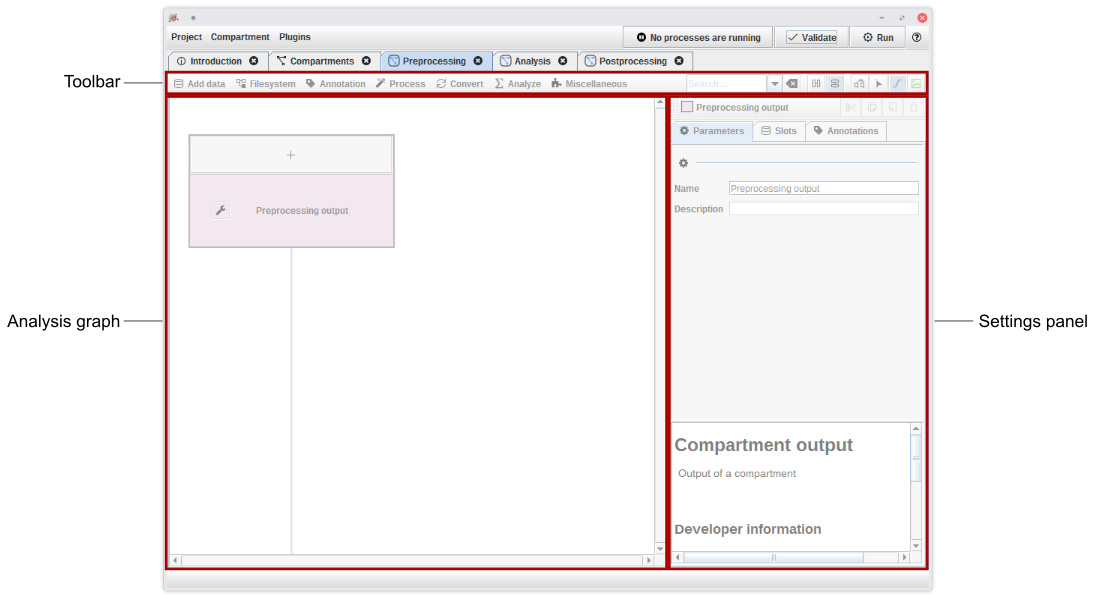 Project Compartment Plugins No processes are running Validate Run
Introduction Compartments Preprocessing Analysis Postprocessing
Toolbar
Add data Filesystem Annotation Process Convert Analyze Miscellaneous Search ...
Preprocessing output
Parameters Slots Annotations
Preprocessing output
Name Preprocessing output
Description
Analysis graph
Settings panel
Compartment output
Output of a compartment
Developer information